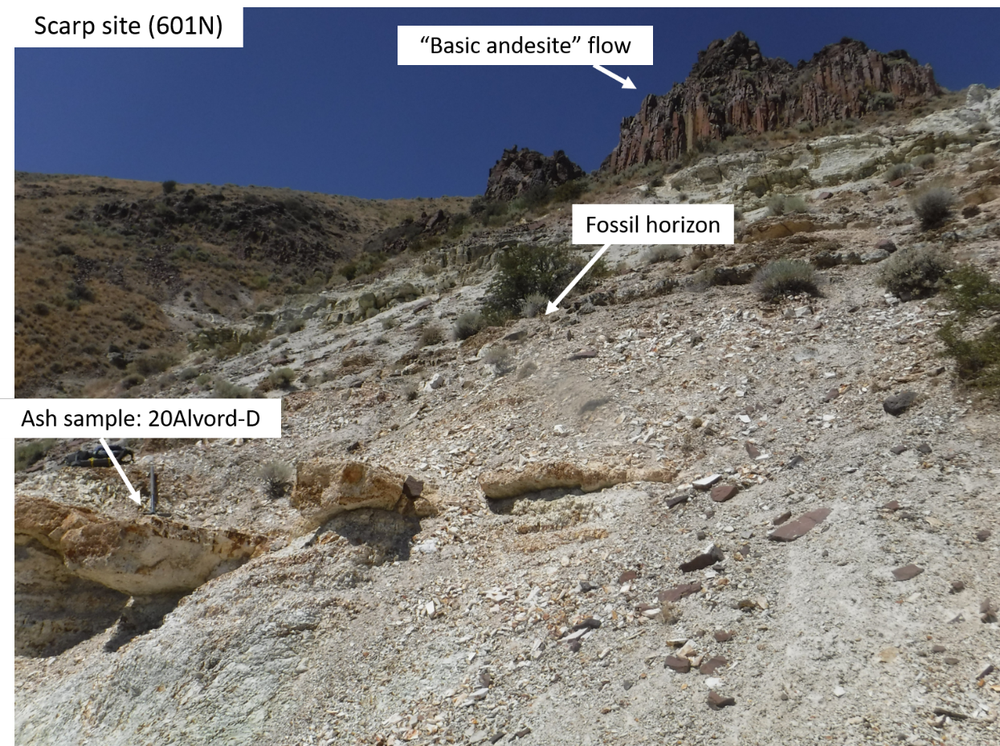 Scarp site (601N)
“Basic andesite” flow
Fossil horizon
Ash sample: 20Alvord-D